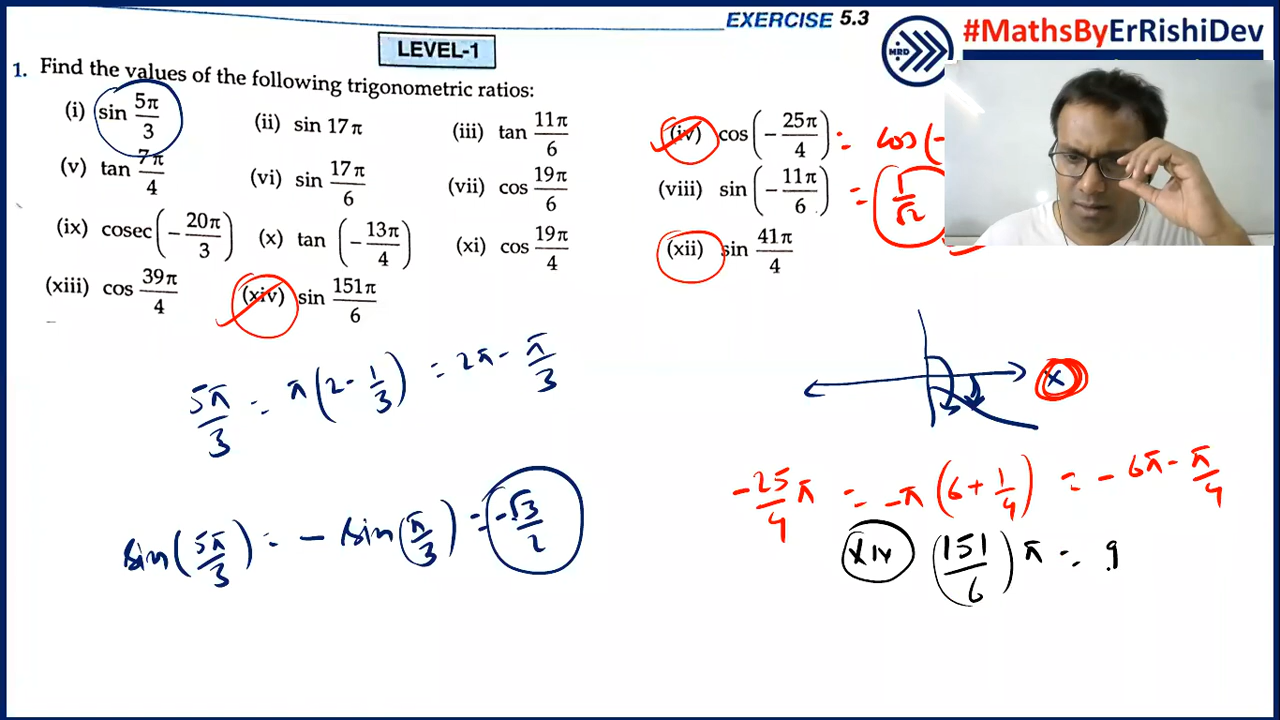 EXERCISE 5.3
#MathsByErRishiDev
MRD
LEVEL-1
1. Find the values of the following trigonometric ratios:
(i) sin 5π/3 (ii) sin 17π (iii) tan 11π/6 (iv) cos(−25π/4) = cos(−
(v) tan 7π/4 (vi) sin 17π/6 (vii) cos 19π/6 (viii) sin(−11π/6) = 1/√2
(ix) cosec(−20π/3) (x) tan(−13π/4) (xi) cos 19π/4 (xii) sin 41π/4
(xiii) cos 39π/4 (xiv) sin 151π/6
5π/3 = π(2 − 1/3) = 2π − π/3
sin(5π/3) = − sin(π/3) = −√3/2
x
−25/4 π = −π(6 + 1/4) = −6π − π/4
xiv (151/6)π = 9